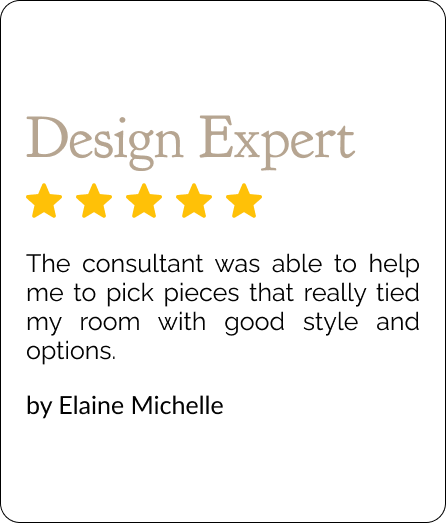 Design Expert
The consultant was able to help
me to pick pieces that really tied
my room with good style and
options.
by Elaine Michelle